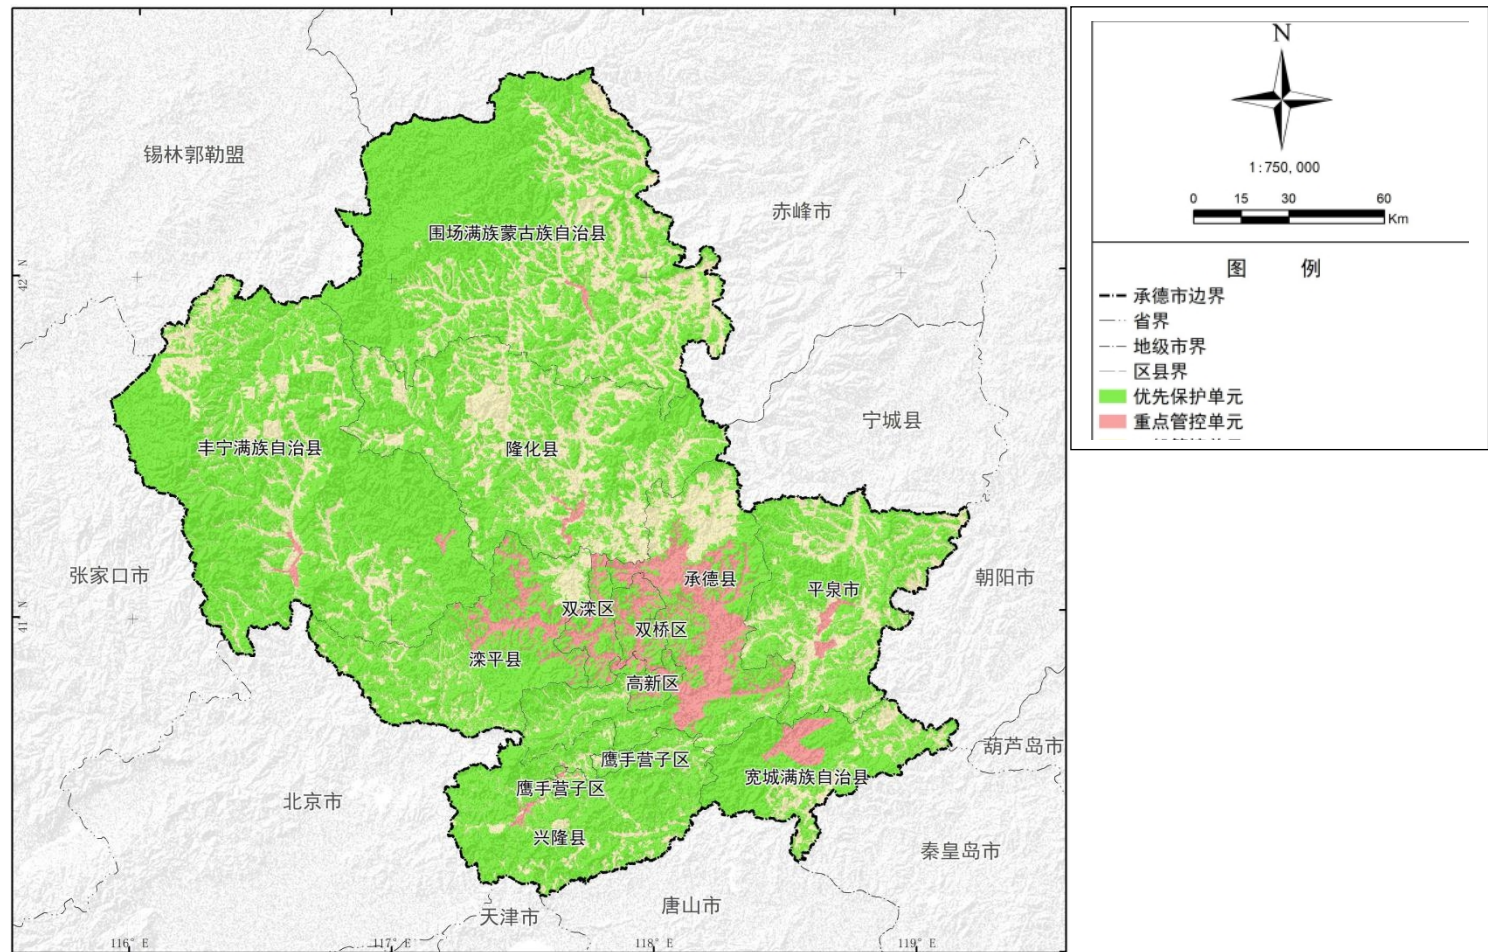 锡林郭勒盟
赤峰市
围场满族蒙古族自治县
42 N
宁城县
丰宁满族自治县
隆化县
张家口市
承德县
平泉市
朝阳市
双滦区
双桥区
41 N
滦平县
高新区
鹰手营子区
葫芦岛市
宽城满族自治县
鹰手营子区
北京市
兴隆县
秦皇岛市
唐山市
天津市
116° E
117° E
118° E
119° E
N
1:750,000
0 15 30 60
Km
图 例
承德市边界
省界
地级市界
区县界
优先保护单元
重点管控单元